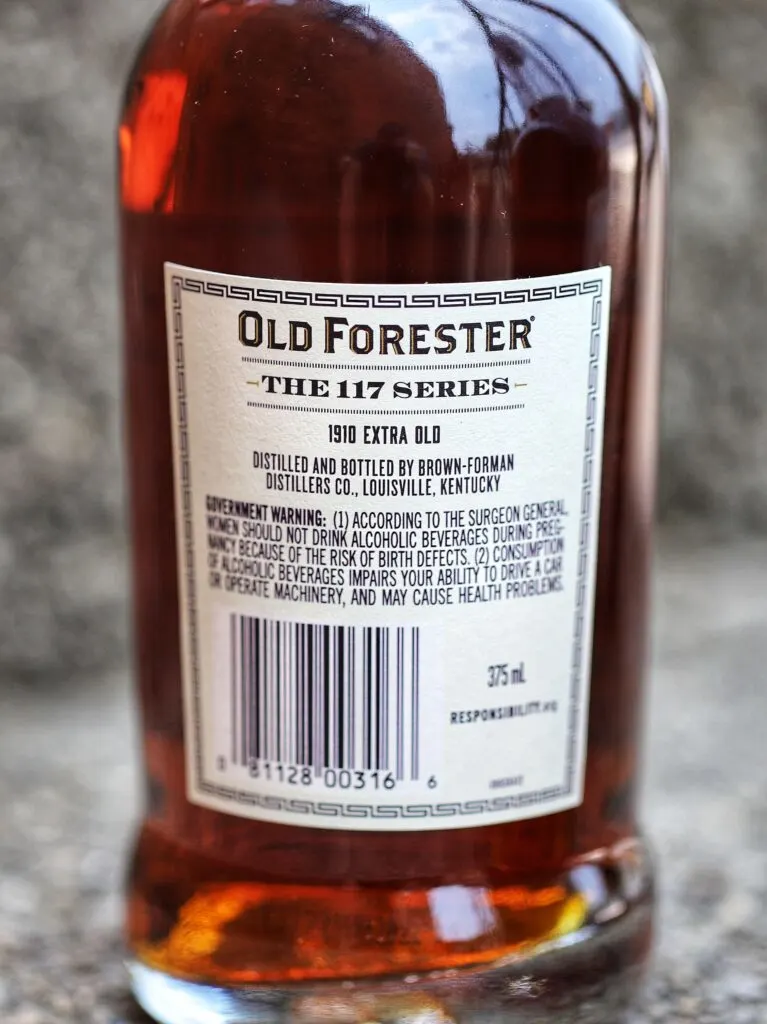 OLD FORESTER®
THE 117 SERIES
1910 EXTRA OLD
DISTILLED AND BOTTLED BY BROWN-FORMAN
DISTILLERS CO., LOUISVILLE, KENTUCKY
GOVERNMENT WARNING: (1) ACCORDING TO THE SURGEON GENERAL,
WOMEN SHOULD NOT DRINK ALCOHOLIC BEVERAGES DURING PREG-
NANCY BECAUSE OF THE RISK OF BIRTH DEFECTS. (2) CONSUMPTION
OF ALCOHOLIC BEVERAGES IMPAIRS YOUR ABILITY TO DRIVE A CAR
OR OPERATE MACHINERY, AND MAY CAUSE HEALTH PROBLEMS.
375 mL
RESPONSIBILITY.org
0 81128 00316 6